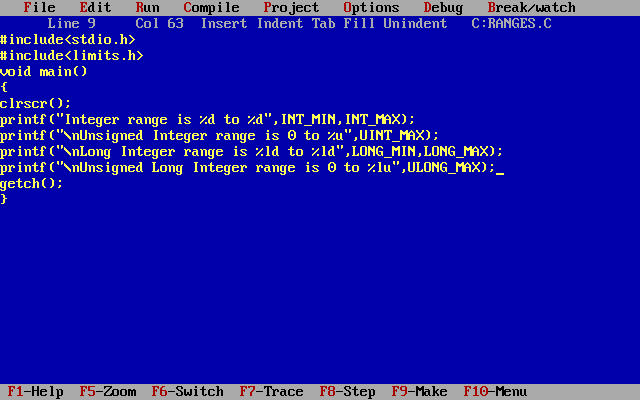 File Edit Run Compile Project Options Debug Break/watch
Line 9 Col 63 Insert Indent Tab Fill Unindent C:RANGES.C
#include<stdio.h>
#include<limits.h>
void main()
{
clrscr();
printf("Integer range is %d to %d",INT_MIN,INT_MAX);
printf("\nUnsigned Integer range is 0 to %u",UINT_MAX);
printf("\nLong Integer range is %ld to %ld",LONG_MIN,LONG_MAX);
printf("\nUnsigned Long Integer range is 0 to %lu",ULONG_MAX);
getch();
}
F1-Help F5-Zoom F6-Switch F7-Trace F8-Step F9-Make F10-Menu